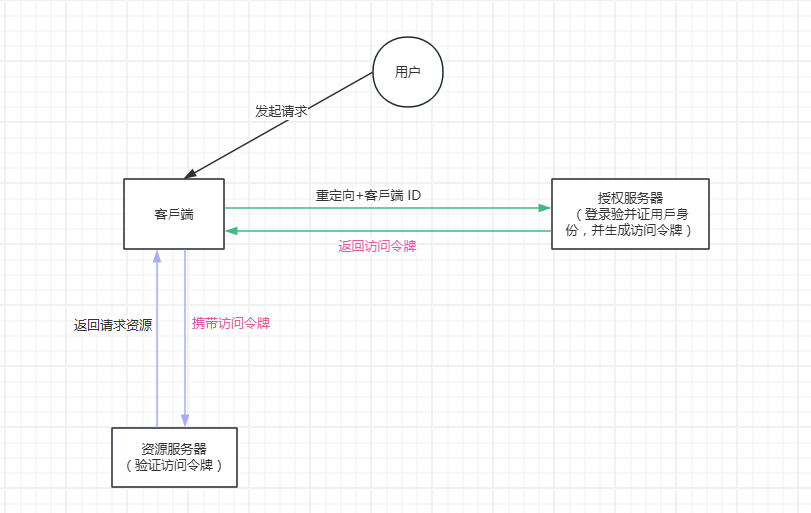 用户
发起请求
客戶端
重定向+客戶端 ID
授权服务器
（登录验并证用戶身
份，并生成访问令牌）
返回访问令牌
返回请求资源
携带访问令牌
资源服务器
（验证访问令牌）